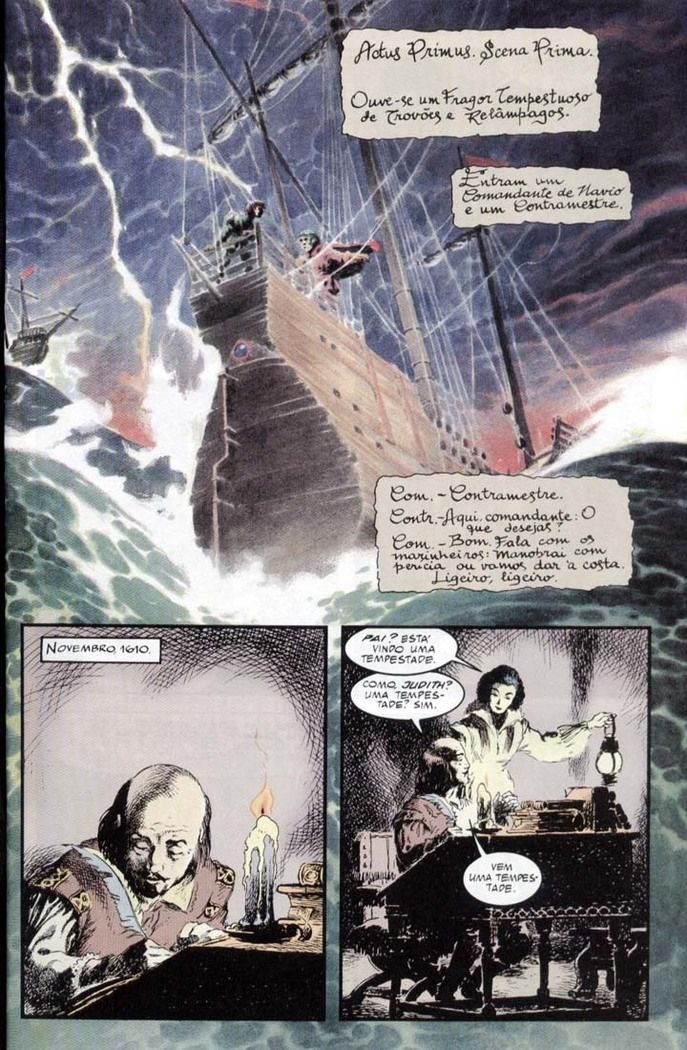 Actus Primus. Scena Prima.
Ouve-se um Fragor Tempestuoso
de Trovões e Relâmpagos.
Entram um
Comandante de Navio
e um Contramestre.
Com. - Contramestre.
Contr. - Aqui, comandante: O
que desejas?
Com. - Bom. Fala com os
marinheiros: Manobrai com
perícia ou vamos dar à costa.
Ligeiro, ligeiro.
NOVEMBRO, 1610.
PAI? ESTÁ
VINDO UMA
TEMPESTADE.
COMO, JUDITH?
UMA TEMPES-
TADE? SIM.
VEM
UMA TEMPES-
TADE.